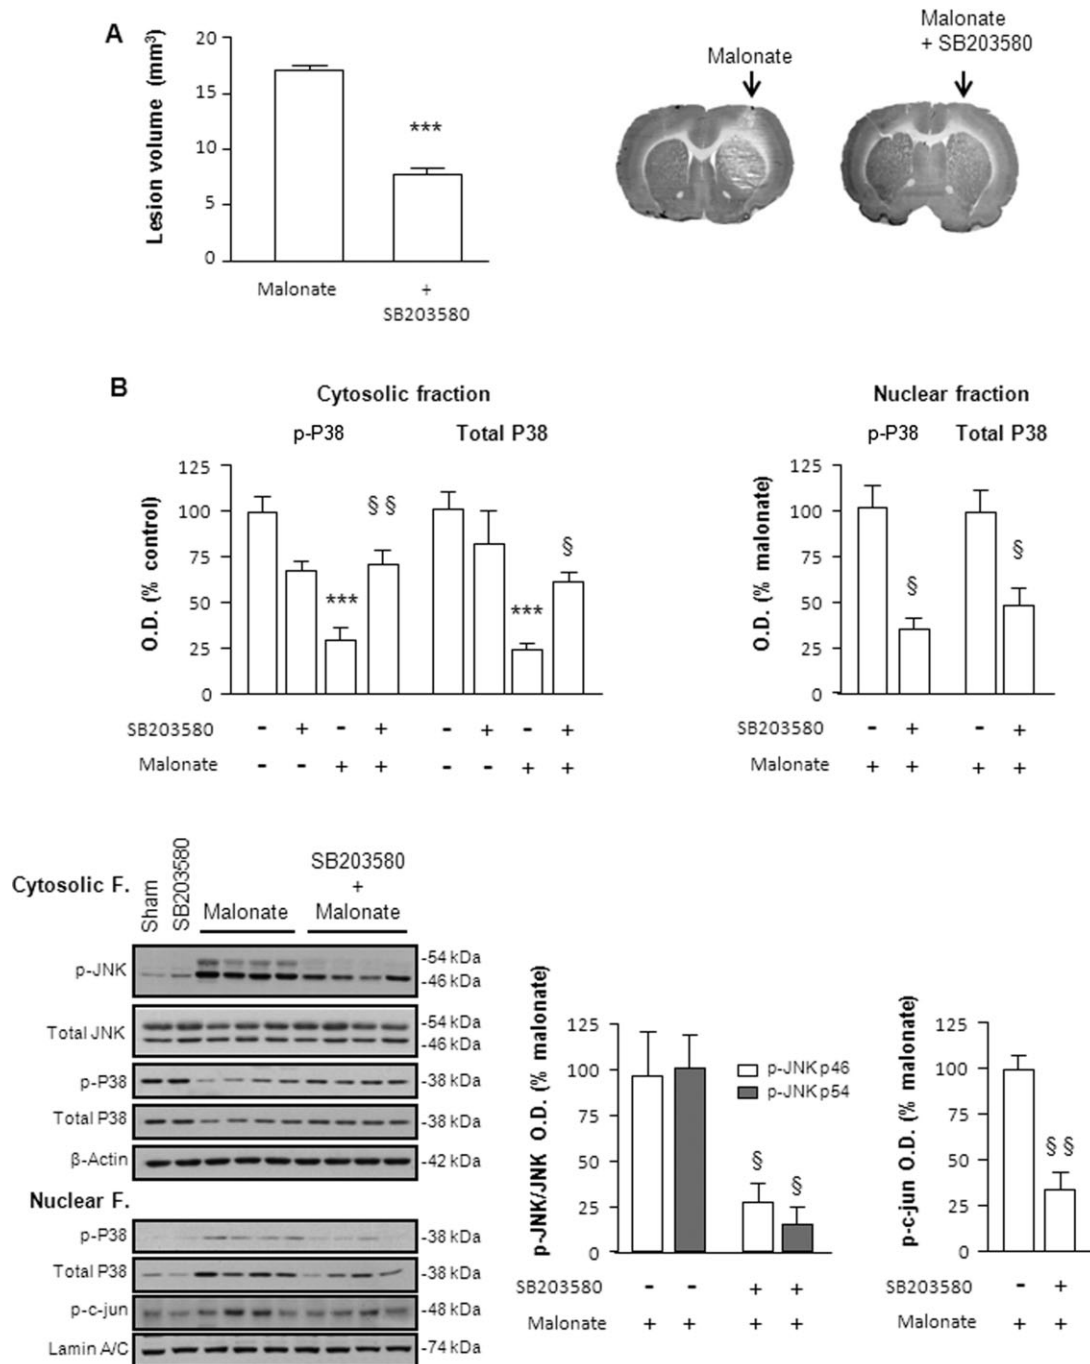 A
Lesion volume (mm³)
20
15
10
5
0
***
Malonate
+
SB203580
Malonate
Malonate
+ SB203580
B
Cytosolic fraction
p-P38
Total P38
O.D. (% control)
125
100
75
50
25
0
***
§ §
***
§
SB203580 - + - + - + - +
Malonate - - + + - - + +
Nuclear fraction
p-P38 Total P38
O.D. (% malonate)
125
100
75
50
25
0
§
§
SB203580 - + - +
Malonate + + + +
Cytosolic F.
Sham
SB203580
Malonate
SB203580
+
Malonate
p-JNK
-54 kDa
-46 kDa
Total JNK
-54 kDa
-46 kDa
p-P38 -38 kDa
Total P38 -38 kDa
β-Actin -42 kDa
Nuclear F.
p-P38 -38 kDa
Total P38 -38 kDa
p-c-jun -48 kDa
Lamin A/C -74 kDa
p-JNK/JNK O.D. (% malonate)
125
100
75
50
25
0
p-JNK p46
p-JNK p54
§
§
SB203580 - - + +
Malonate + + + +
p-c-jun O.D. (% malonate)
125
100
75
50
25
0
§ §
SB203580 - +
Malonate + +